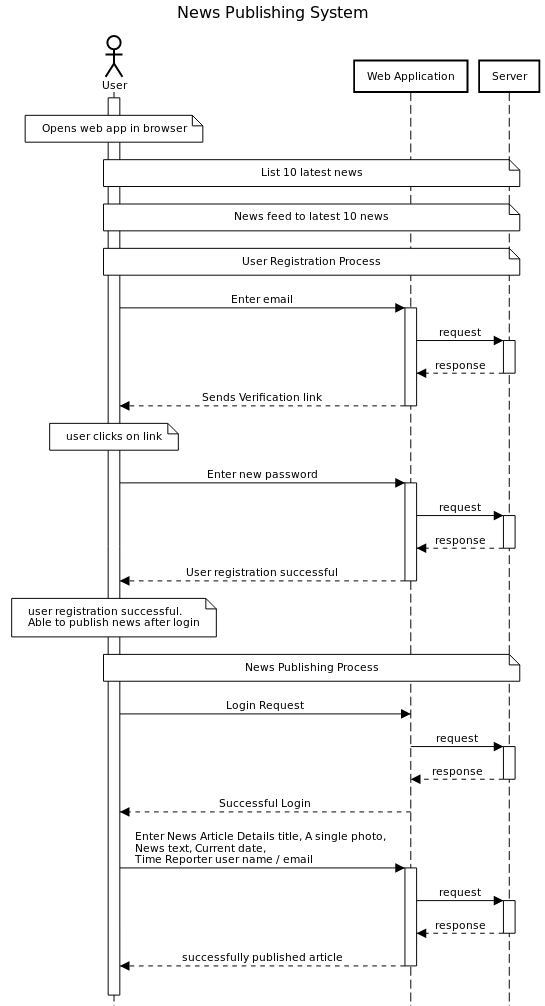 News Publishing System
User
Web Application
Server
Opens web app in browser
List 10 latest news
News feed to latest 10 news
User Registration Process
Enter email
request
response
Sends Verification link
user clicks on link
Enter new password
request
response
User registration successful
user registration successful.
Able to publish news after login
News Publishing Process
Login Request
request
response
Successful Login
Enter News Article Details title, A single photo,
News text, Current date,
Time Reporter user name / email
request
response
successfully published article